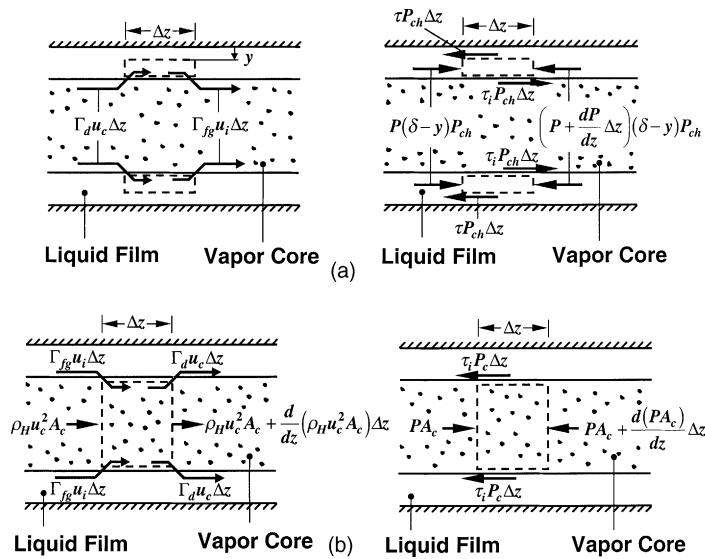 Δz
y
Γ_d u_c Δz
Γ_fg u_i Δz
Liquid Film
Vapor Core
τP_ch Δz
Δz
τ_i P_ch Δz
P(δ − y)P_ch
(P + dP/dz Δz)(δ − y)P_ch
τ_i P_ch Δz
τP_ch Δz
Liquid Film
Vapor Core
(a)
Δz
Γ_fg u_i Δz
Γ_d u_c Δz
ρ_H u_c^2 A_c
ρ_H u_c^2 A_c + d/dz (ρ_H u_c^2 A_c)Δz
Γ_fg u_i Δz
Γ_d u_c Δz
Liquid Film
Vapor Core
Δz
τ_i P_c Δz
PA_c
PA_c + d(PA_c)/dz Δz
τ_i P_c Δz
Liquid Film
Vapor Core
(b)